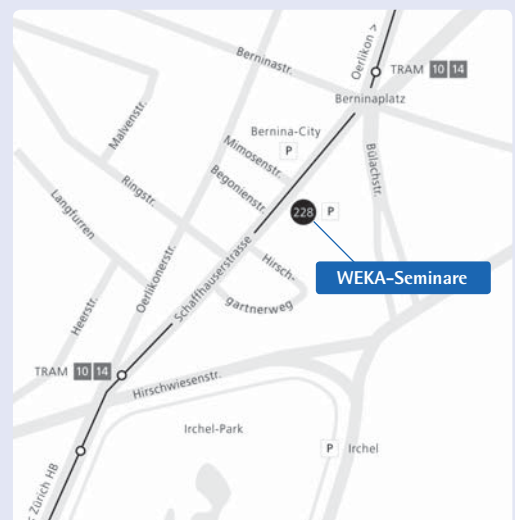 Oerlikon >
Berninastr.
TRAM 10 14
Berninaplatz
Malvenstr.
Bernina-City
P
Mimosenstr.
Bülachstr.
Begonienstr.
Ringstr.
228 P
Langfurren
Hirsch-
gartnerweg
WEKA-Seminare
Oerlikonerstr.
Schaffhauserstrasse
Heerstr.
TRAM 10 14
Hirschwiesenstr.
Irchel-Park
P Irchel
Zürich HB